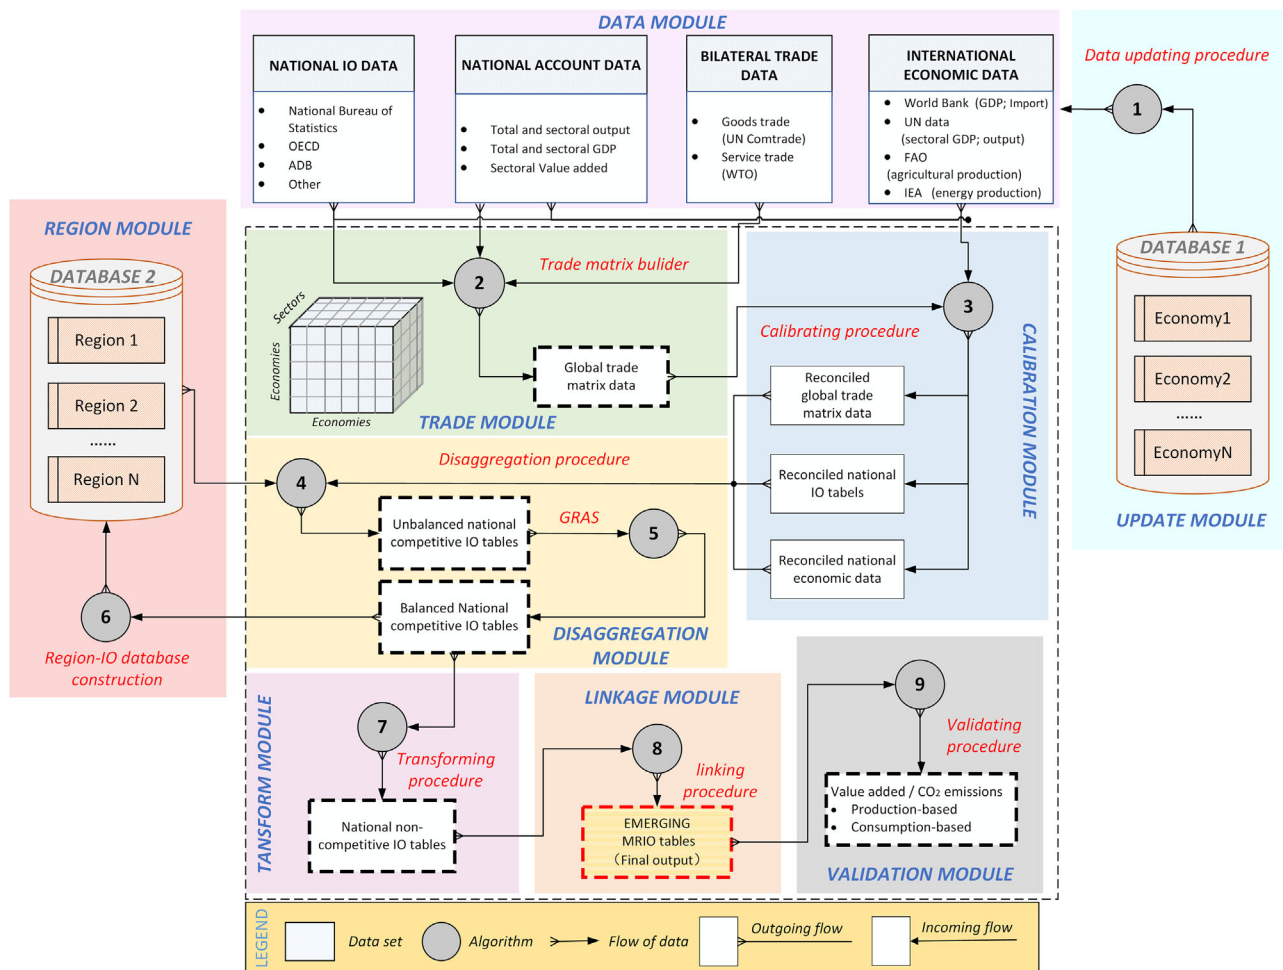 DATA MODULE
NATIONAL IO DATA
● National Bureau of
Statistics
● OECD
● ADB
● Other
NATIONAL ACCOUNT DATA
● Total and sectoral output
● Total and sectoral GDP
● Sectoral Value added
BILATERAL TRADE
DATA
● Goods trade
(UN Comtrade)
● Service trade
(WTO)
INTERNATIONAL
ECONOMIC DATA
● World Bank (GDP; Import)
● UN data
(sectoral GDP; output)
● FAO
(agricultural production)
● IEA (energy production)
Data updating procedure
1
DATABASE 1
Economy1
Economy2
......
EconomyN
UPDATE MODULE
REGION MODULE
DATABASE 2
Region 1
Region 2
......
Region N
6
Region-IO database
construction
2
Trade matrix bulider
Sectors
Economies
Economies
Global trade
matrix data
TRADE MODULE
3
Calibrating procedure
Reconciled
global trade
matrix data
Reconciled national
IO tabels
Reconciled national
economic data
CALIBRATION MODULE
Disaggregation procedure
4
Unbalanced national
competitive IO tables
GRAS
5
Balanced National
competitive IO tables
DISAGGREGATION
MODULE
TANSFORM MODULE
7
Transforming
procedure
National non-
competitive IO tables
LINKAGE MODULE
8
linking
procedure
EMERGING
MRIO tables
(Final output)
9
Validating
procedure
Value added / CO₂ emissions
● Production-based
● Consumption-based
VALIDATION MODULE
LEGEND
Data set
Algorithm
Flow of data
Outgoing flow
Incoming flow